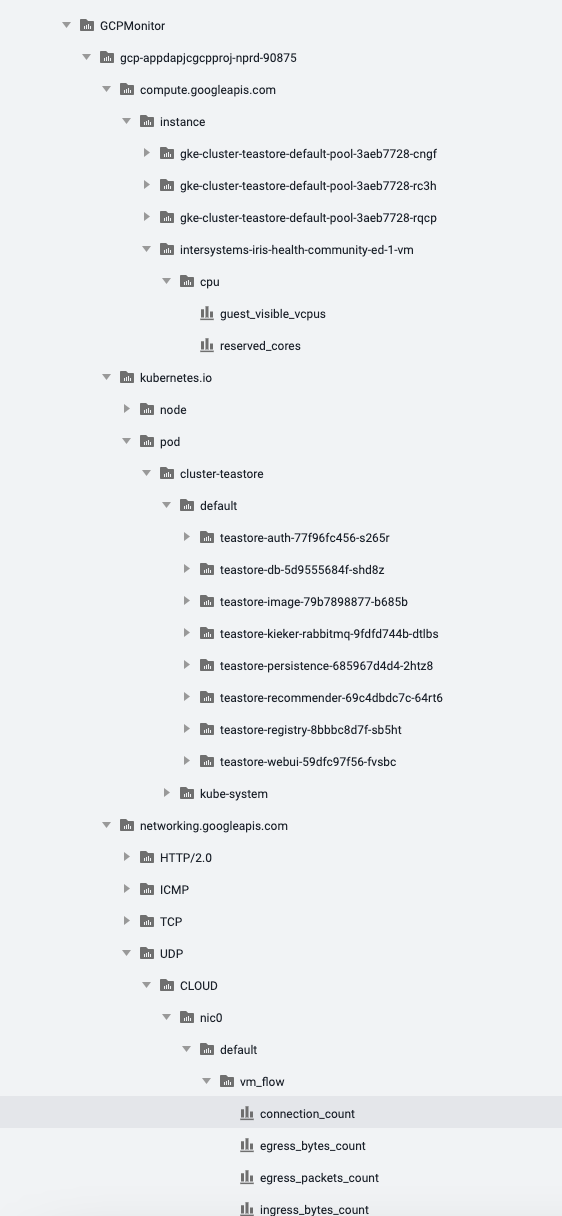 GCPMonitor
gcp-appdapjcgcpproj-nprd-90875
compute.googleapis.com
instance
gke-cluster-teastore-default-pool-3aeb7728-cngf
gke-cluster-teastore-default-pool-3aeb7728-rc3h
gke-cluster-teastore-default-pool-3aeb7728-rqcp
intersystems-iris-health-community-ed-1-vm
cpu
guest_visible_vcpus
reserved_cores
kubernetes.io
node
pod
cluster-teastore
default
teastore-auth-77f96fc456-s265r
teastore-db-5d9555684f-shd8z
teastore-image-79b7898877-b685b
teastore-kieker-rabbitmq-9fdfd744b-dtlbs
teastore-persistence-685967d4d4-2htz8
teastore-recommender-69c4dbdc7c-64rt6
teastore-registry-8bbbc8d7f-sb5ht
teastore-webui-59dfc97f56-fvsbc
kube-system
networking.googleapis.com
HTTP/2.0
ICMP
TCP
UDP
CLOUD
nic0
default
vm_flow
connection_count
egress_bytes_count
egress_packets_count
ingress_bytes_count